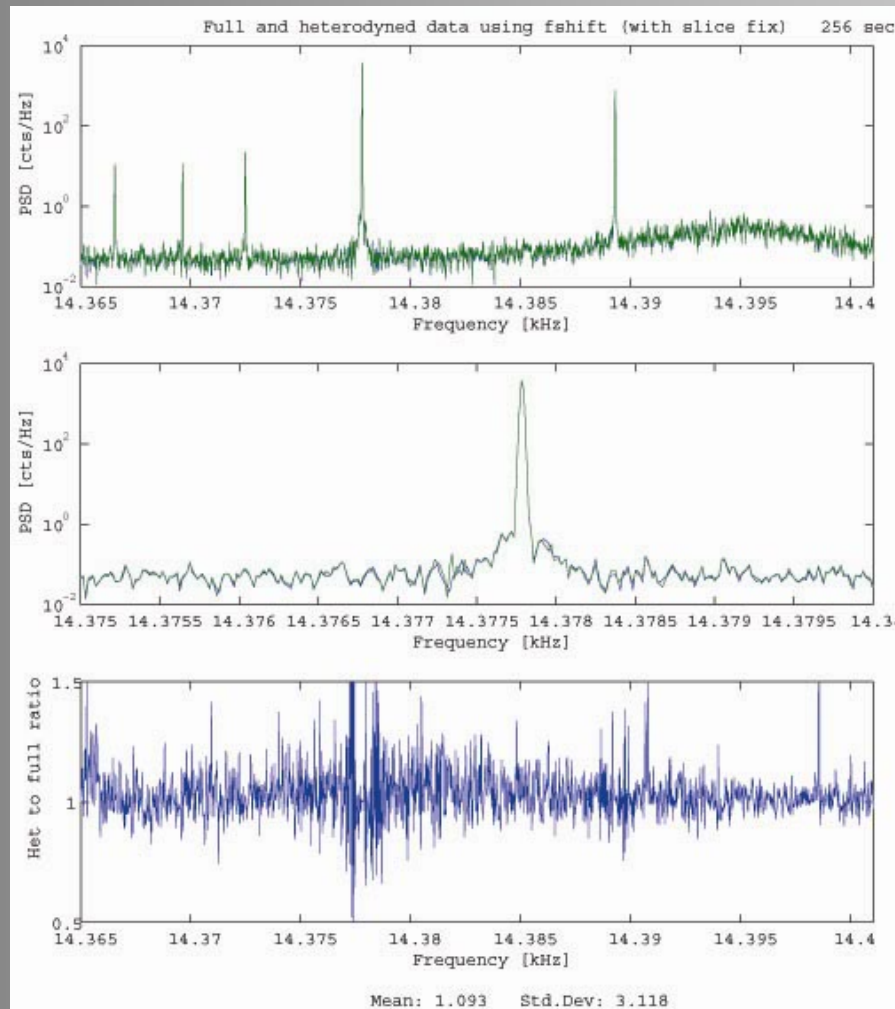 Full and heterodyned data using fshift (with slice fix) 256 sec
PSD [cts/Hz]
10^4
10^2
10^0
10^-2
14.365 14.37 14.375 14.38 14.385 14.39 14.395 14.4
Frequency [kHz]
PSD [cts/Hz]
10^4
10^2
10^0
10^-2
14.375 14.3755 14.376 14.3765 14.377 14.3775 14.378 14.3785 14.379 14.3795
Frequency [kHz]
Het to full ratio
1.5
1
0.5
14.365 14.37 14.375 14.38 14.385 14.39 14.395 14.4
Frequency [kHz]
Mean: 1.093 Std.Dev: 3.118